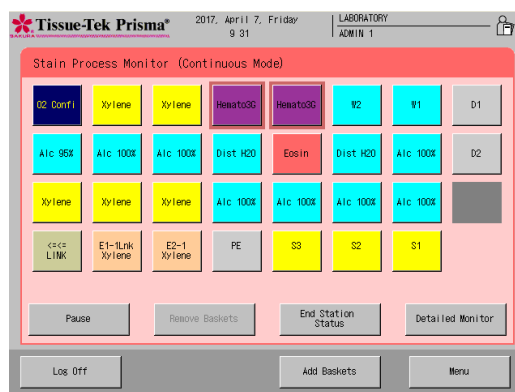 SAKURA
Tissue-Tek Prisma®
2017, April 7, Friday
9 31
LABORATORY
ADMIN 1
Stain Process Monitor (Continuous Mode)
02 Confi Xylene Xylene Hemato3G Hemato3G W2 W1 D1
Alc 95% Alc 100% Alc 100% Dist H2O Eosin Dist H2O Alc 100% D2
Xylene Xylene Xylene Alc 100% Alc 100% Alc 100% Alc 100%
<=<= LINK E1-1Lnk Xylene E2-1 Xylene PE S3 S2 S1
Pause Remove Baskets End Station Status Detailed Monitor
Log Off Add Baskets Menu